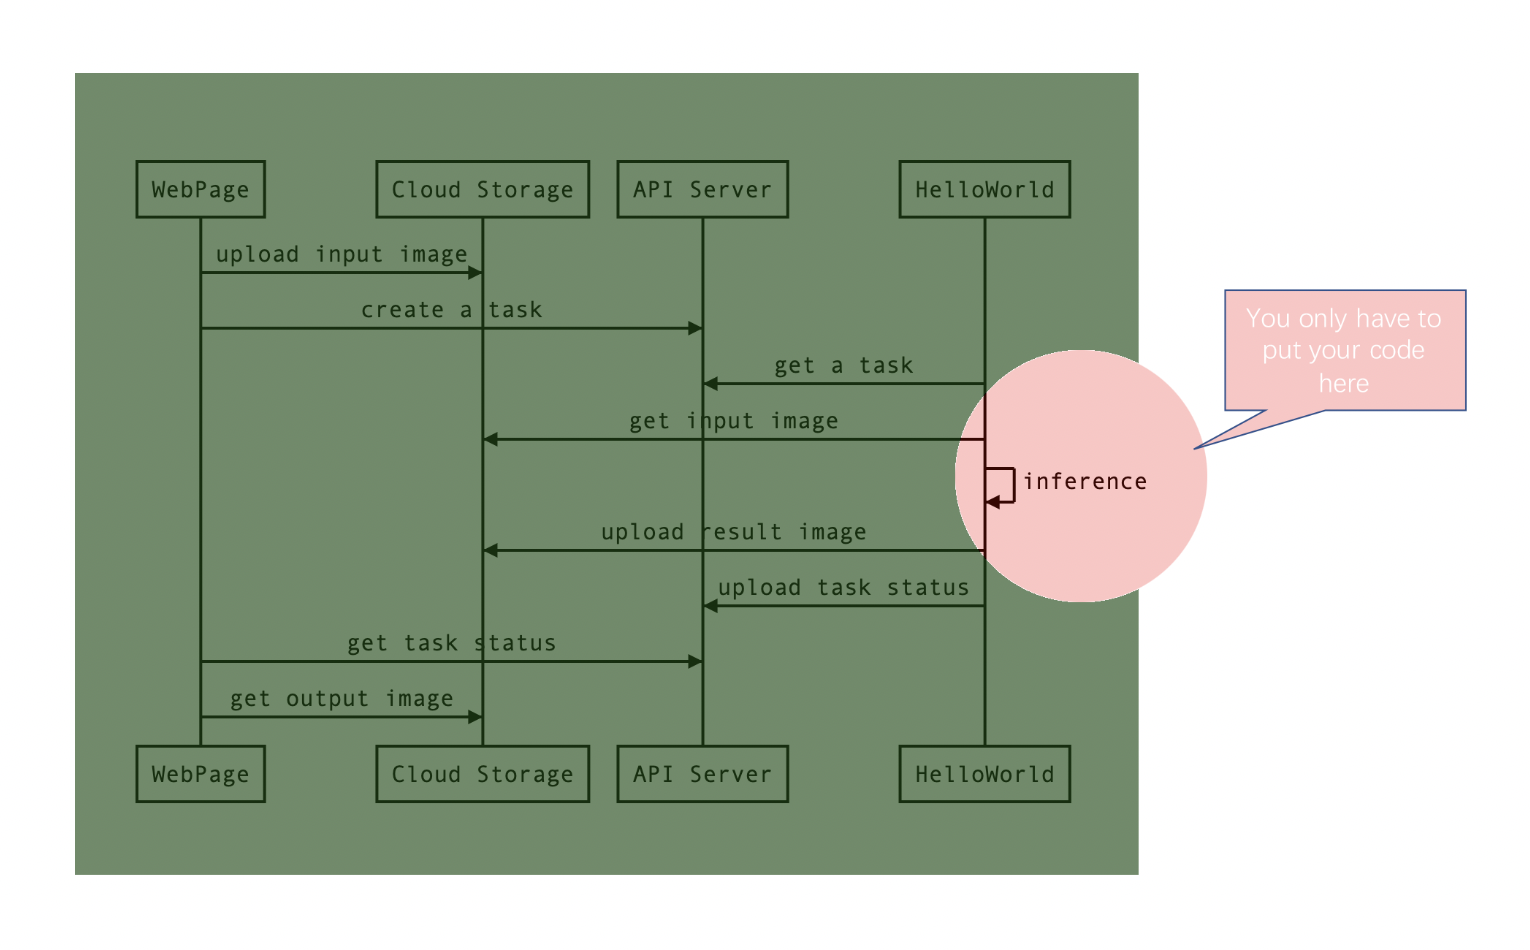 WebPage
Cloud Storage
API Server
HelloWorld
upload input image
create a task
You only have to
put your code
here
get a task
get input image
inference
upload result image
upload task status
get task status
get output image
WebPage
Cloud Storage
API Server
HelloWorld